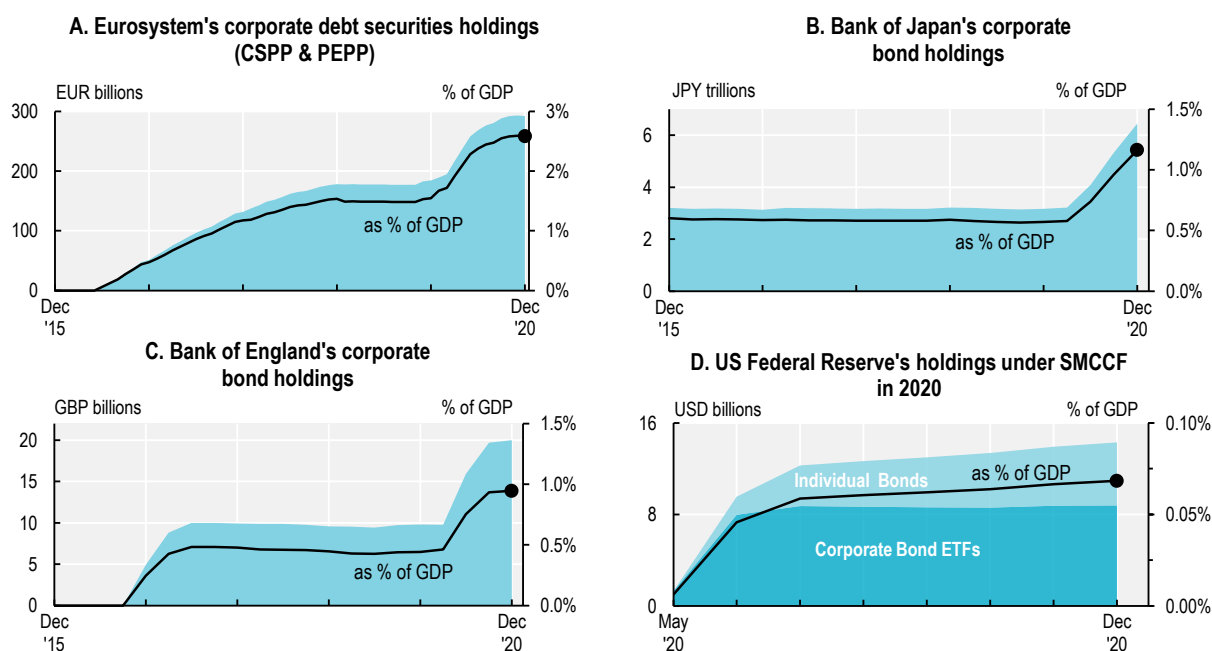 A. Eurosystem's corporate debt securities holdings
(CSPP & PEPP)
EUR billions
% of GDP
300
200
150
100
0
3%
2%
1%
0%
as % of GDP
Dec
'15
Dec
'20
B. Bank of Japan's corporate
bond holdings
JPY trillions
% of GDP
6
4
2
0
1.5%
1.0%
0.5%
0.0%
as % of GDP
Dec
'15
Dec
'20
C. Bank of England's corporate
bond holdings
GBP billions
% of GDP
20
15
10
5
0
1.5%
1.0%
0.5%
0.0%
as % of GDP
Dec
'15
Dec
'20
D. US Federal Reserve's holdings under SMCCF
in 2020
USD billions
% of GDP
16
8
0
0.10%
0.05%
0.00%
as % of GDP
Individual Bonds
Corporate Bond ETFs
May
'20
Dec
'20